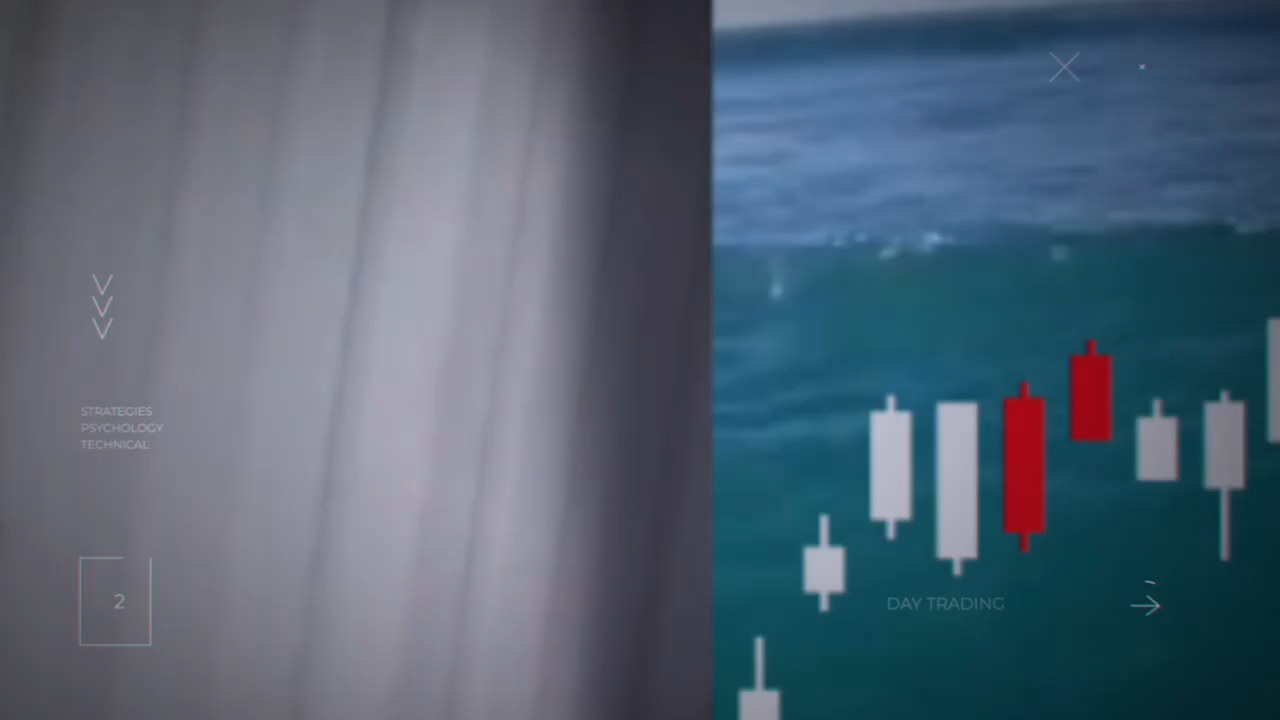 STRATEGIES
PSYCHOLOGY
TECHNICAL
2
DAY TRADING